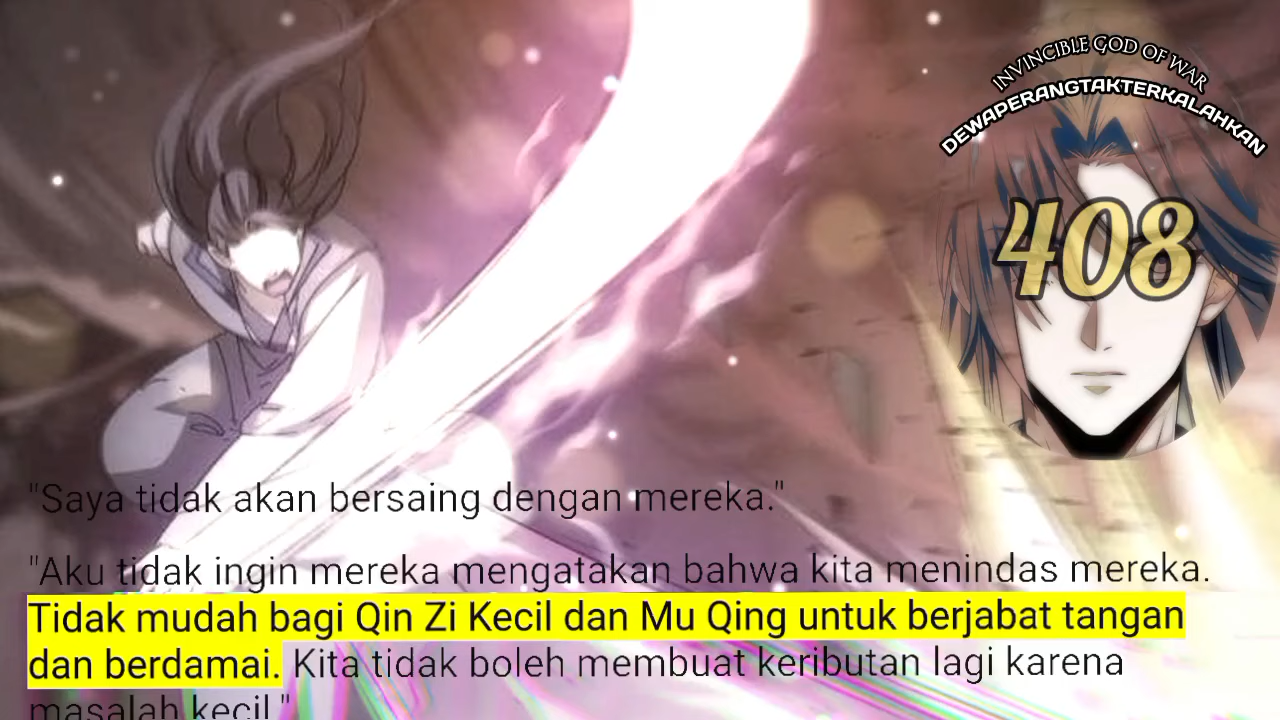 INVINCIBLE GOD OF WAR
DEWAPERANGTAKTERKALAHKAN
408
"Saya tidak akan bersaing dengan mereka."
"Aku tidak ingin mereka mengatakan bahwa kita menindas mereka.
Tidak mudah bagi Qin Zi Kecil dan Mu Qing untuk berjabat tangan
dan berdamai. Kita tidak boleh membuat keributan lagi karena
masalah kecil."